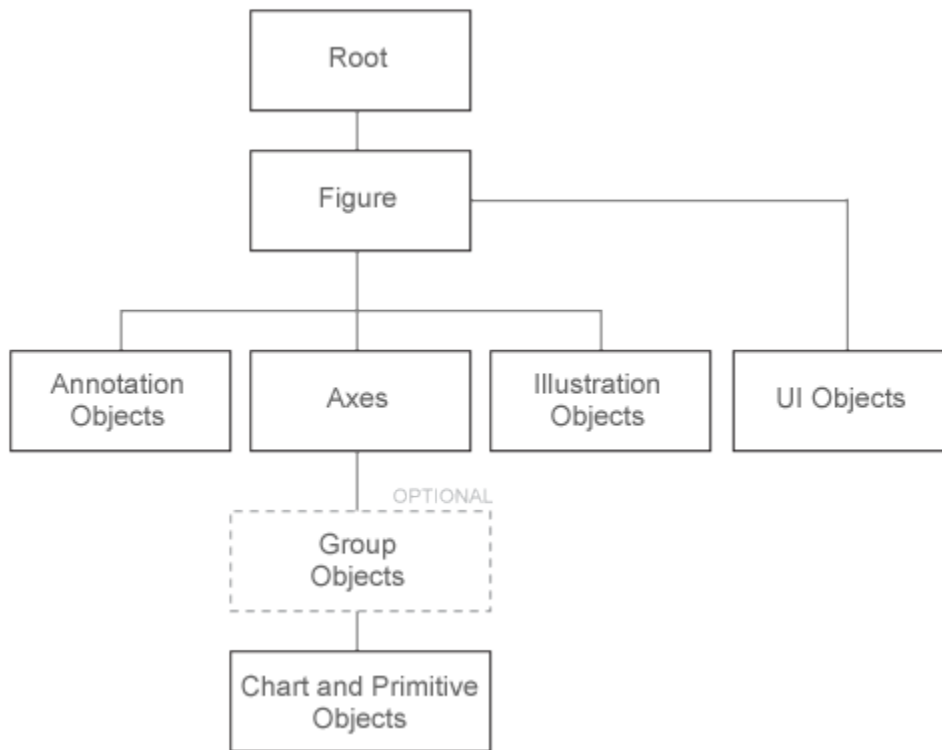 Root
Figure
Annotation
Objects
Axes
Illustration
Objects
UI Objects
OPTIONAL
Group
Objects
Chart and Primitive
Objects